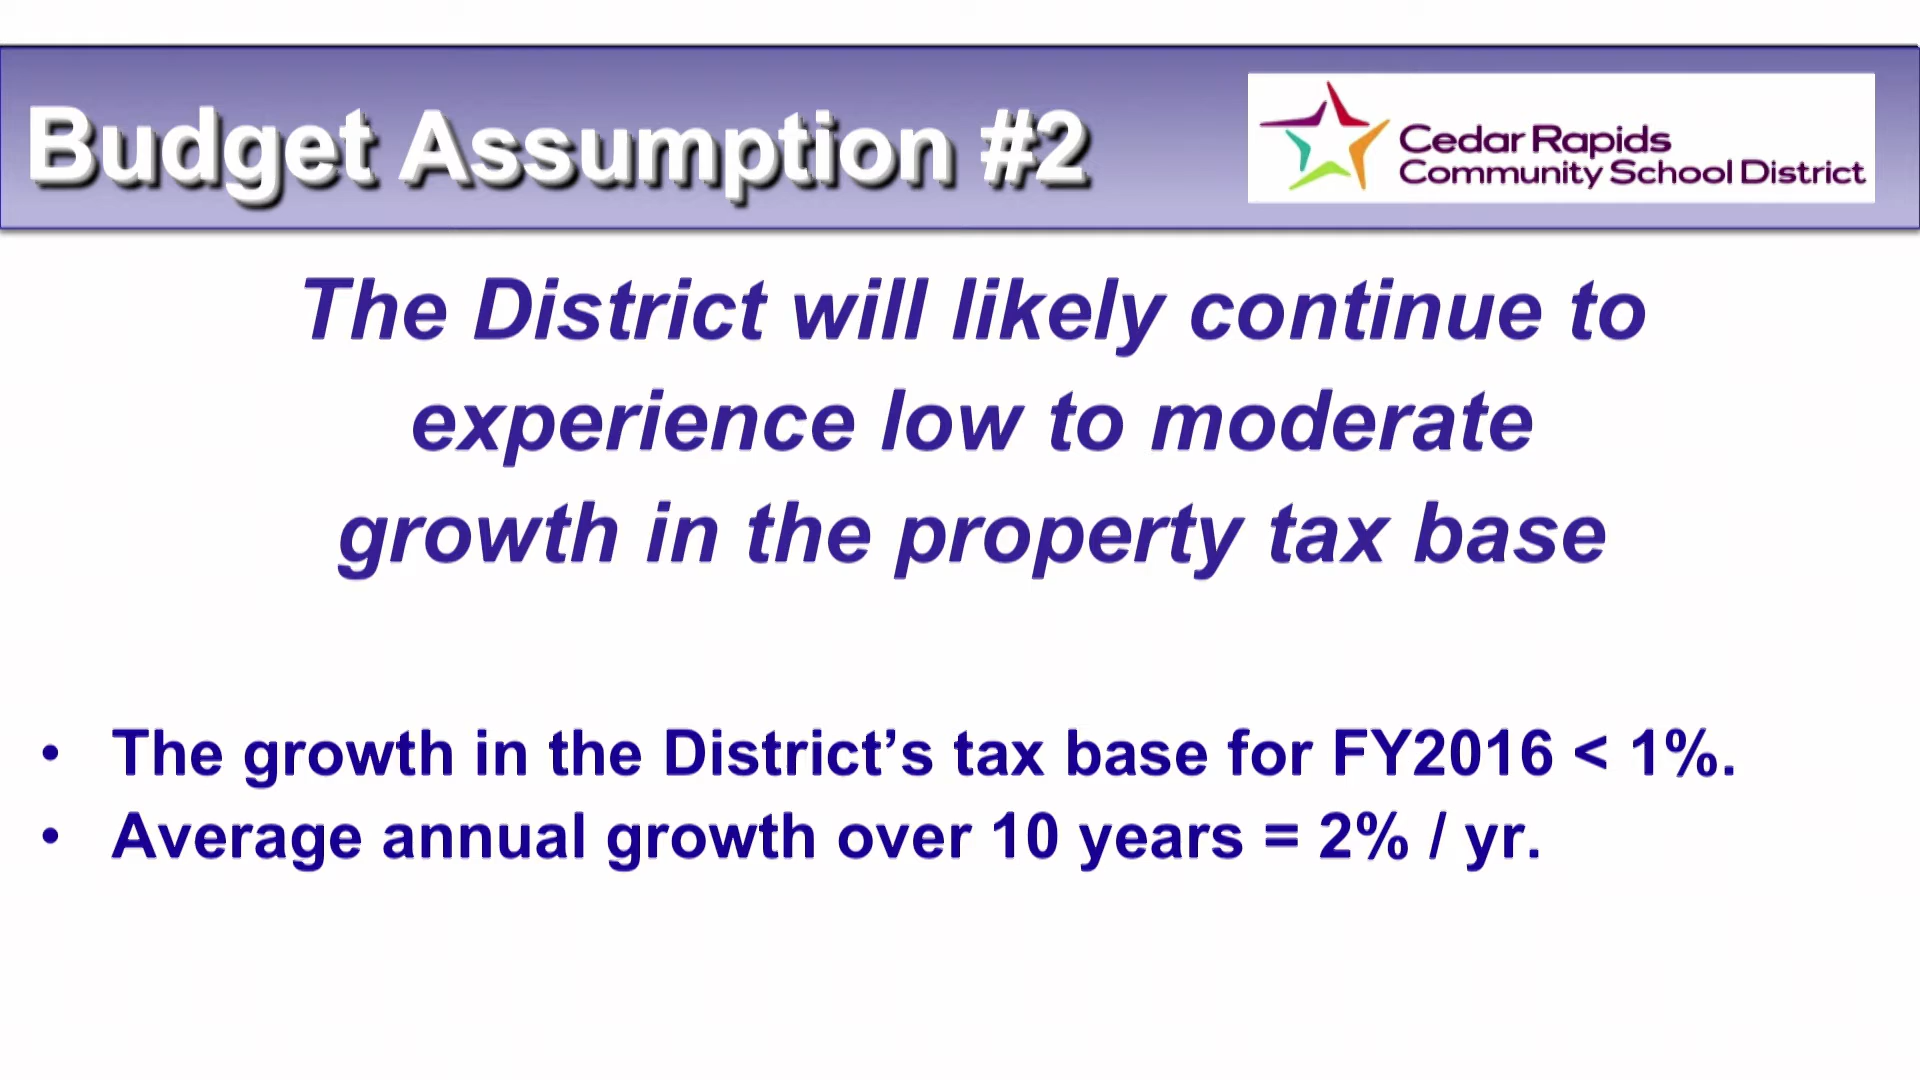 Budget Assumption #2
Cedar Rapids
Community School District
The District will likely continue to
experience low to moderate
growth in the property tax base
• The growth in the District’s tax base for FY2016 < 1%.
• Average annual growth over 10 years = 2% / yr.